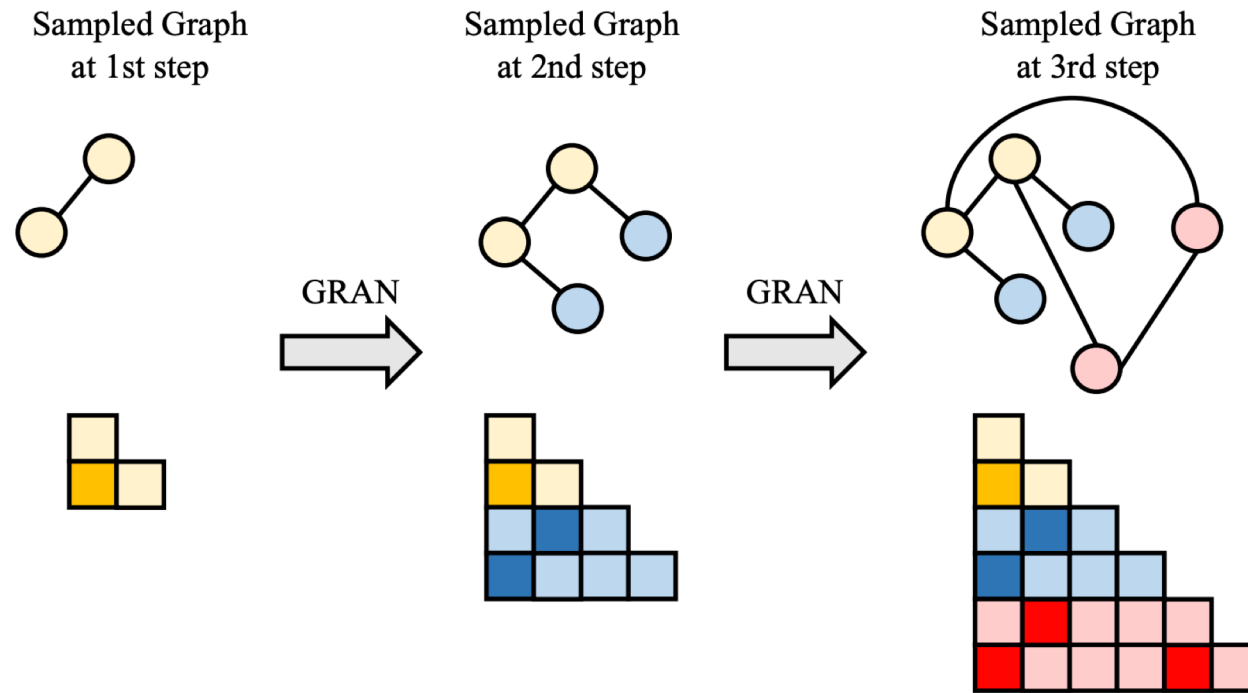 Sampled Graph
at 1st step
Sampled Graph
at 2nd step
Sampled Graph
at 3rd step
GRAN
GRAN